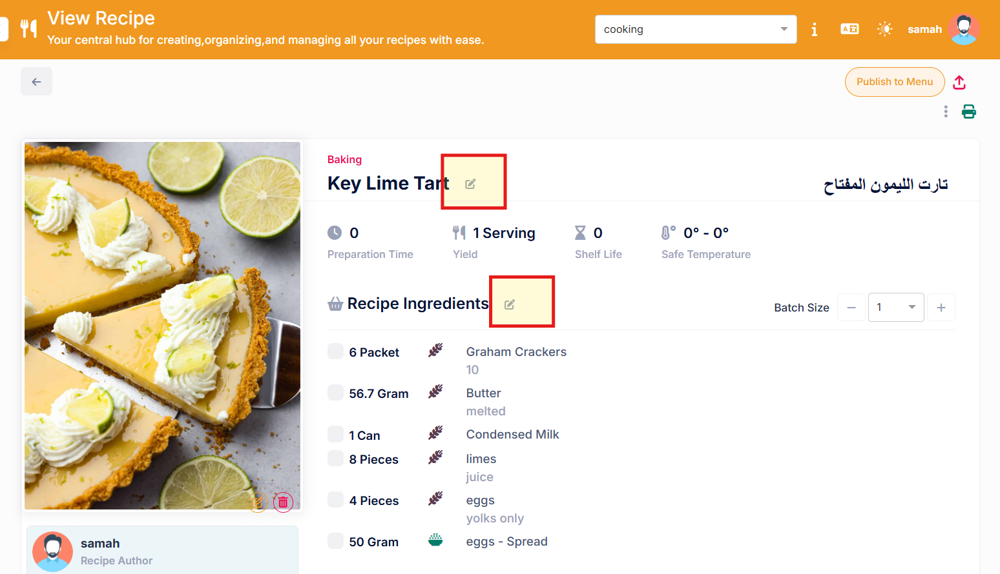 View Recipe
Your central hub for creating,organizing,and managing all your recipes with ease.
cooking
samah
Publish to Menu
Baking
Key Lime Tart
تارت الليمون المفتاح
0
Preparation Time
1 Serving
Yield
0
Shelf Life
0° - 0°
Safe Temperature
Recipe Ingredients
Batch Size
1
6 Packet
Graham Crackers
10
56.7 Gram
Butter
melted
1 Can
Condensed Milk
8 Pieces
limes
juice
4 Pieces
eggs
yolks only
50 Gram
eggs - Spread
samah
Recipe Author